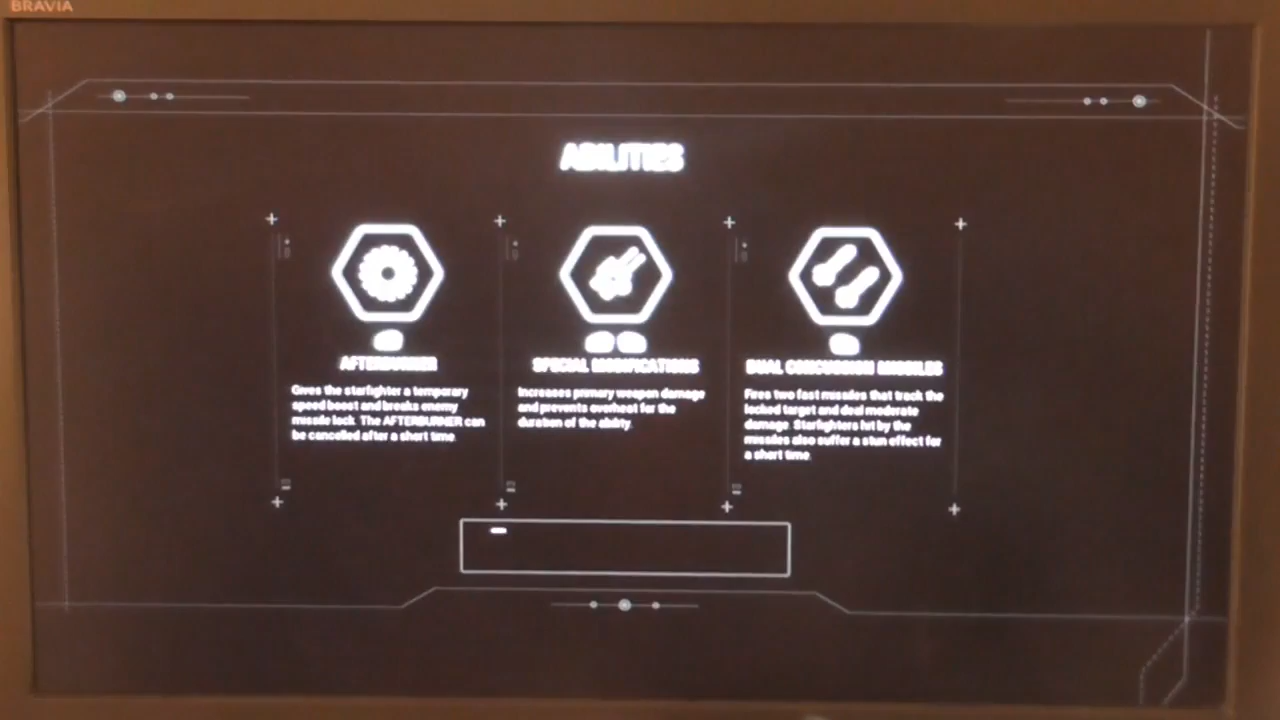 BRAVIA
ABILITIES
AFTERBURNER
Gives the starfighter a temporary
speed boost and breaks enemy
missile lock. The AFTERBURNER can
be cancelled after a short time.
SPECIAL MODIFICATIONS
Increases primary weapon damage
and prevents overheat for the
duration of the ability.
DUAL CONCUSSION MISSILES
Fires two fast missiles that track the
locked target and deal moderate
damage. Starfighters hit by the
missiles also suffer a stun effect for
a short time.